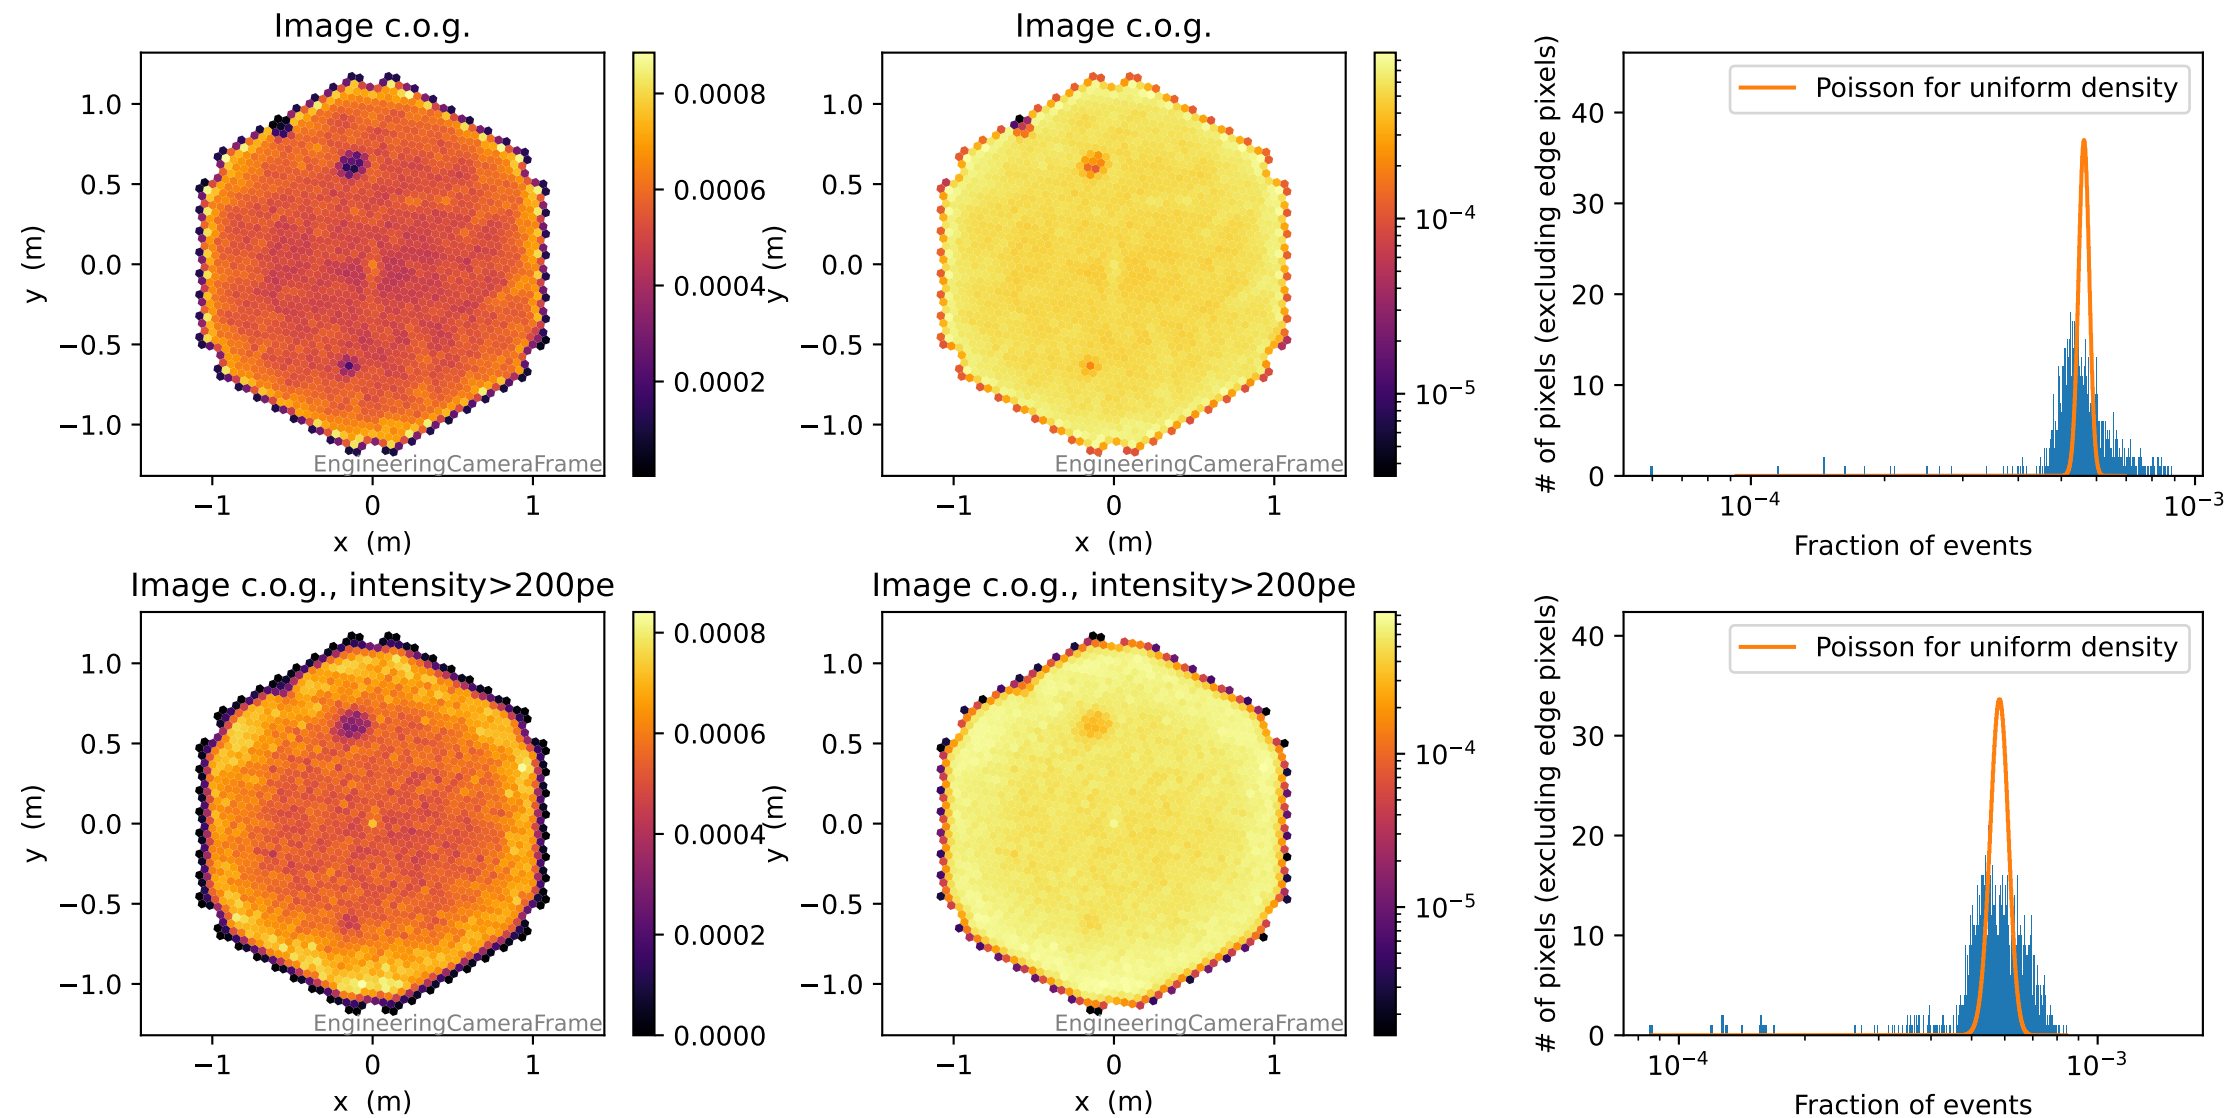 Image c.o.g.
1.0
0.5
0.0
−0.5
−1.0
y (m)
EngineeringCameraFrame
−1
0
1
x (m)
0.0008
0.0006
0.0004
0.0002
Image c.o.g.
1.0
0.5
0.0
−0.5
−1.0
y (m)
EngineeringCameraFrame
−1
0
1
x (m)
10⁻⁴
10⁻⁵
# of pixels (excluding edge pixels)
40
30
20
10
0
Poisson for uniform density
10⁻⁴
10⁻³
Fraction of events
Image c.o.g., intensity>200pe
1.0
0.5
0.0
−0.5
−1.0
y (m)
EngineeringCameraFrame
−1
0
1
x (m)
0.0008
0.0006
0.0004
0.0002
0.0000
Image c.o.g., intensity>200pe
1.0
0.5
0.0
−0.5
−1.0
y (m)
EngineeringCameraFrame
−1
0
1
x (m)
10⁻⁴
10⁻⁵
# of pixels (excluding edge pixels)
40
30
20
10
0
Poisson for uniform density
10⁻⁴
10⁻³
Fraction of events